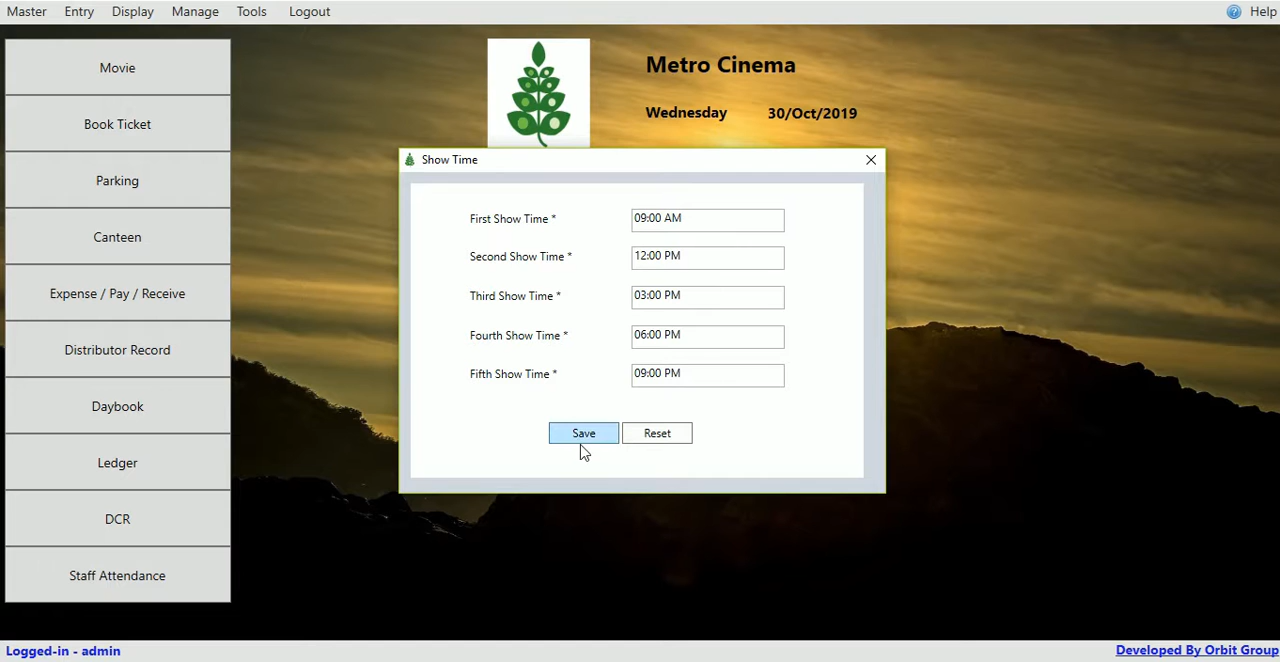 Master Entry Display Manage Tools Logout Help
Movie
Book Ticket
Parking
Canteen
Expense / Pay / Receive
Distributor Record
Daybook
Ledger
DCR
Staff Attendance
Metro Cinema
Wednesday 30/Oct/2019
Show Time
First Show Time * 09:00 AM
Second Show Time * 12:00 PM
Third Show Time * 03:00 PM
Fourth Show Time * 06:00 PM
Fifth Show Time * 09:00 PM
Save Reset
Logged-in - admin Developed By Orbit Group